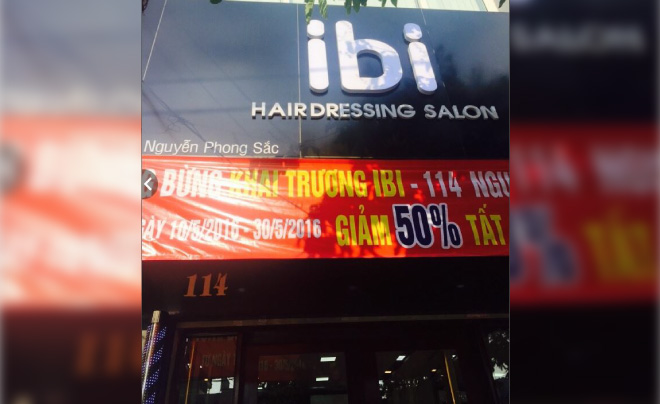 ibi
HAIRDRESSING SALON
Nguyễn Phong Sắc
BỪNG KHAI TRƯƠNG IBI - 114 NGU
GÀY 10/5/2016 - 30/5/2016 GIẢM 50% TẤT
114